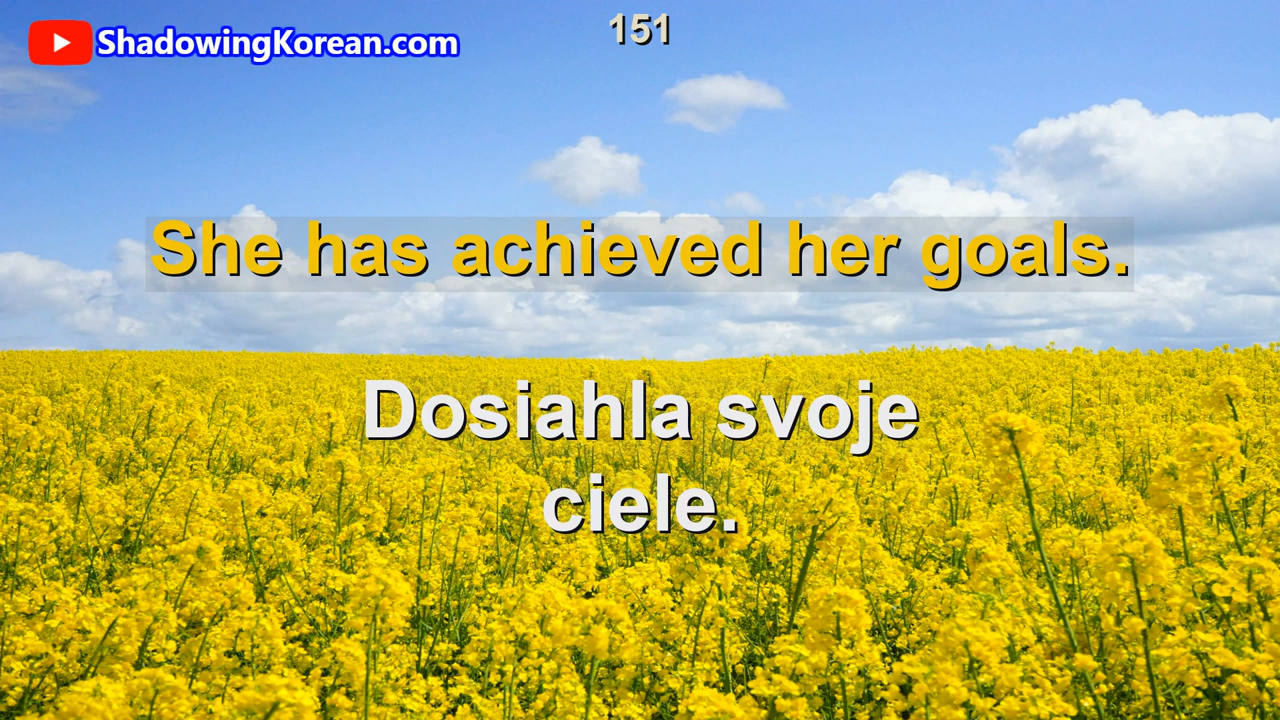 ShadowingKorean.com
151
She has achieved her goals.
Dosiahla svoje
ciele.